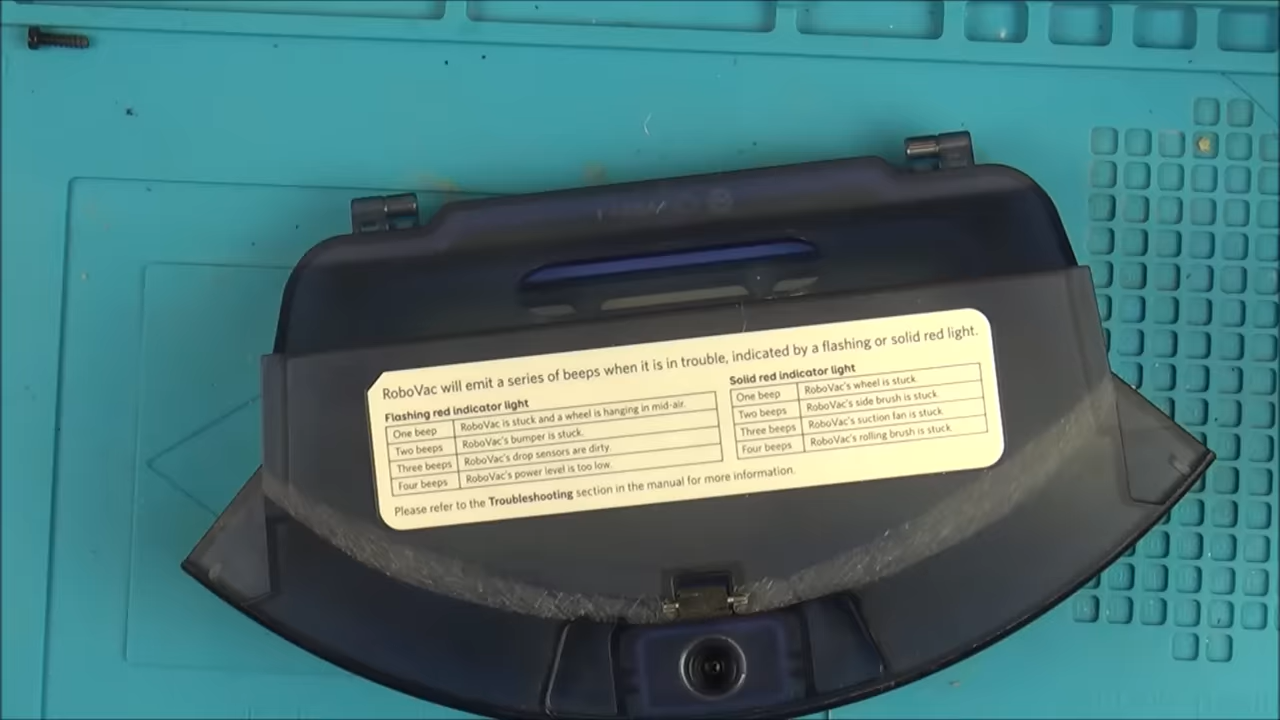 RoboVac will emit a series of beeps when it is in trouble, indicated by a flashing or solid red light.
Flashing red indicator light
One beep RoboVac is stuck and a wheel is hanging in mid-air.
Two beeps RoboVac's bumper is stuck.
Three beeps RoboVac's drop sensors are dirty.
Four beeps RoboVac's power level is too low.
Solid red indicator light
One beep RoboVac's wheel is stuck.
Two beeps RoboVac's side brush is stuck.
Three beeps RoboVac's suction fan is stuck.
Four beeps RoboVac's rolling brush is stuck.
Please refer to the Troubleshooting section in the manual for more information.